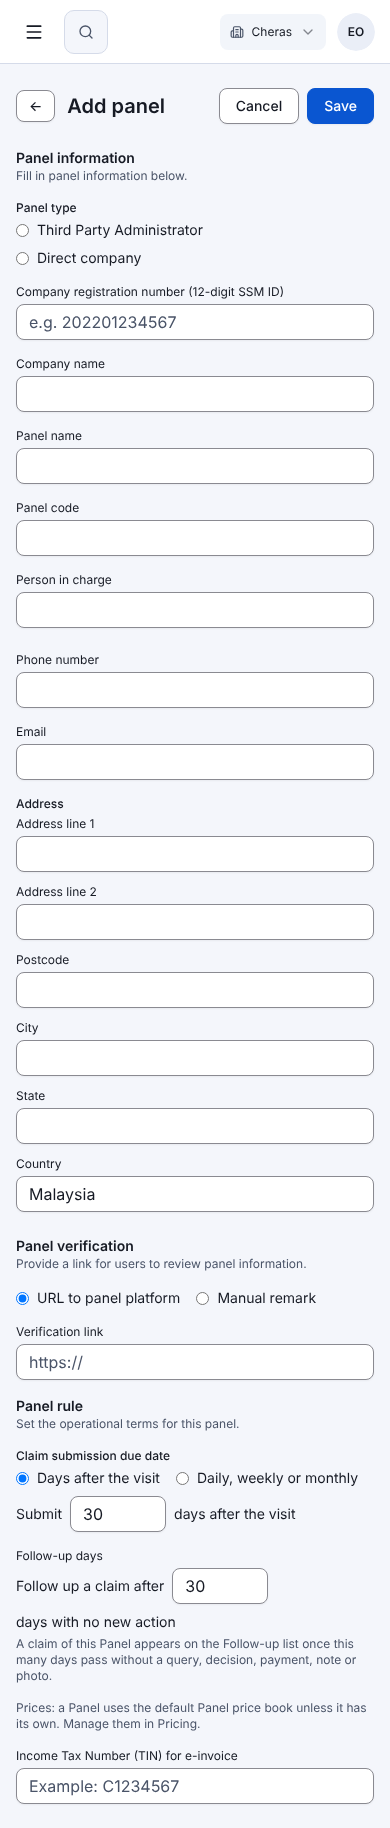 Cheras
EO
Add panel
Cancel
Save
Panel information
Fill in panel information below.
Panel type
Third Party Administrator
Direct company
Company registration number (12-digit SSM ID)
e.g. 202201234567
Company name
Panel name
Panel code
Person in charge
Phone number
Email
Address
Address line 1
Address line 2
Postcode
City
State
Country
Malaysia
Panel verification
Provide a link for users to review panel information.
URL to panel platform
Manual remark
Verification link
https://
Panel rule
Set the operational terms for this panel.
Claim submission due date
Days after the visit
Daily, weekly or monthly
Submit 30 days after the visit
Follow-up days
Follow up a claim after 30
days with no new action
A claim of this Panel appears on the Follow-up list once this
many days pass without a query, decision, payment, note or
photo.
Prices: a Panel uses the default Panel price book unless it has
its own. Manage them in Pricing.
Income Tax Number (TIN) for e-invoice
Example: C1234567